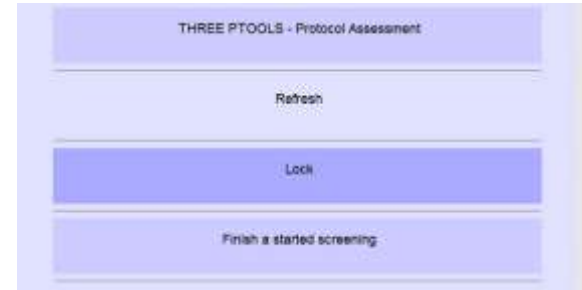 THREE PTOOLS - Protocol Assessment
Refresh
Lock
Finish a started screening